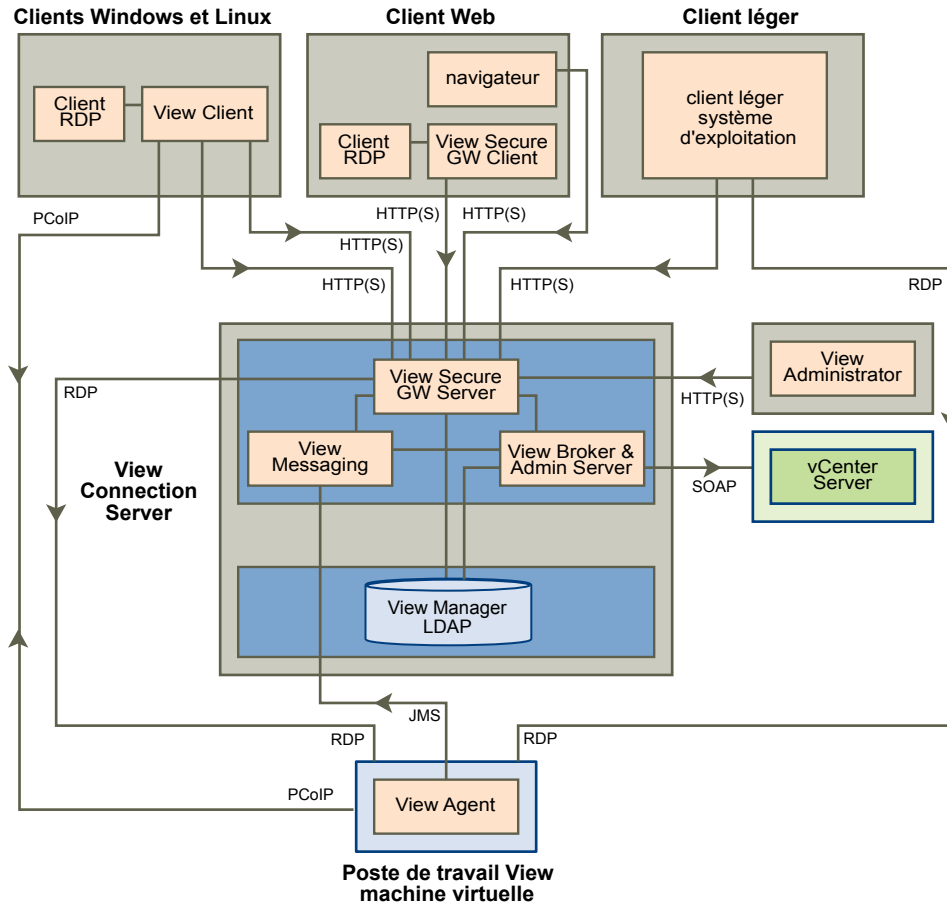 Clients Windows et Linux
Client Web
Client léger
Client
RDP
View Client
navigateur
Client
RDP
View Secure
GW Client
client léger
système
d'exploitation
PCoIP
HTTP(S)
HTTP(S)
HTTP(S)
HTTP(S)
HTTP(S)
RDP
View Secure
GW Server
RDP
View
Administrator
HTTP(S)
View
Messaging
View Broker &
Admin Server
View
Connection
Server
SOAP
vCenter
Server
View Manager
LDAP
JMS
RDP
RDP
PCoIP
View Agent
Poste de travail View
machine virtuelle